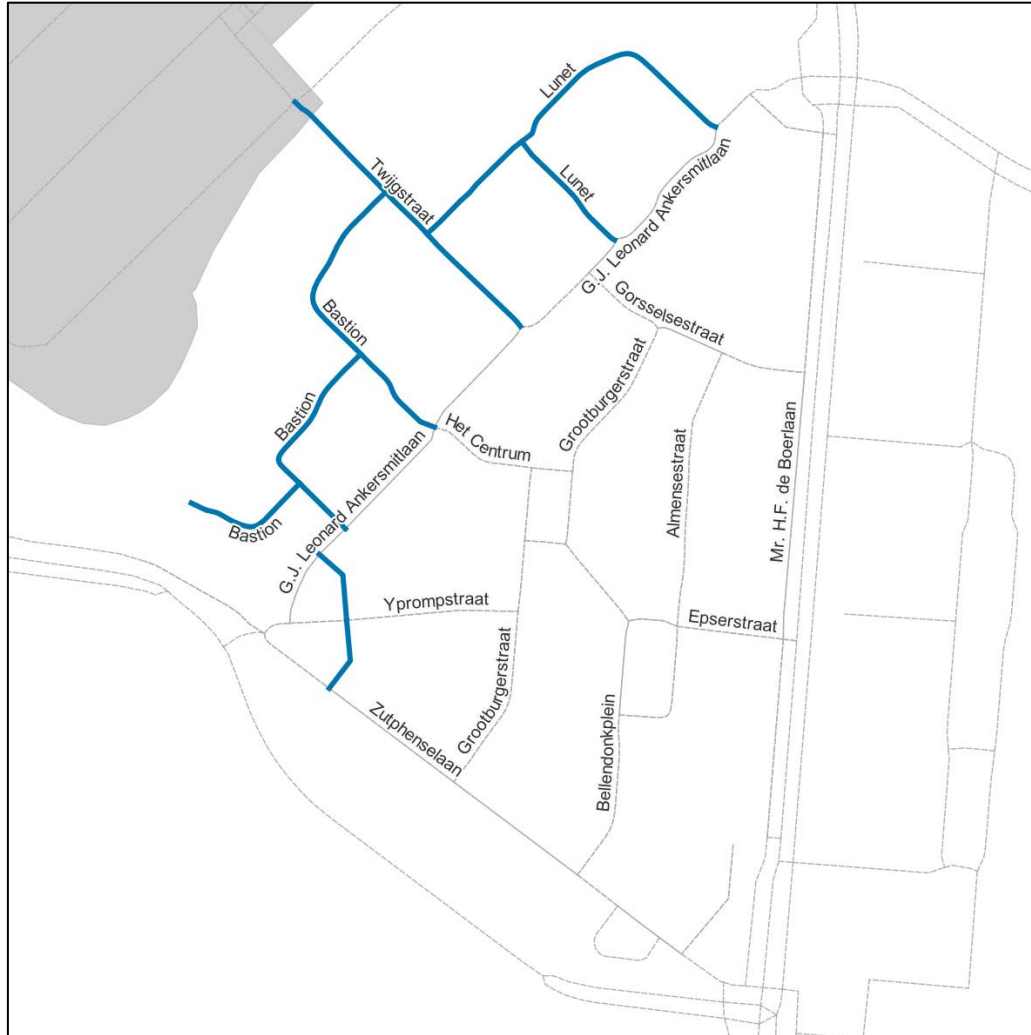 Lunet
Twijgstraat
Lunet
G.J. Leonard Ankersmitlaan
Gorsselsestraat
Bastion
Grootburgerstraat
Bastion
Het Centrum
Almensestraat
Mr. H.F. de Boerlaan
G.J. Leonard Ankersmitlaan
Bastion
Yprompstraat
Epserstraat
Grootburgerstraat
Zutphenselaan
Bellendonkplein